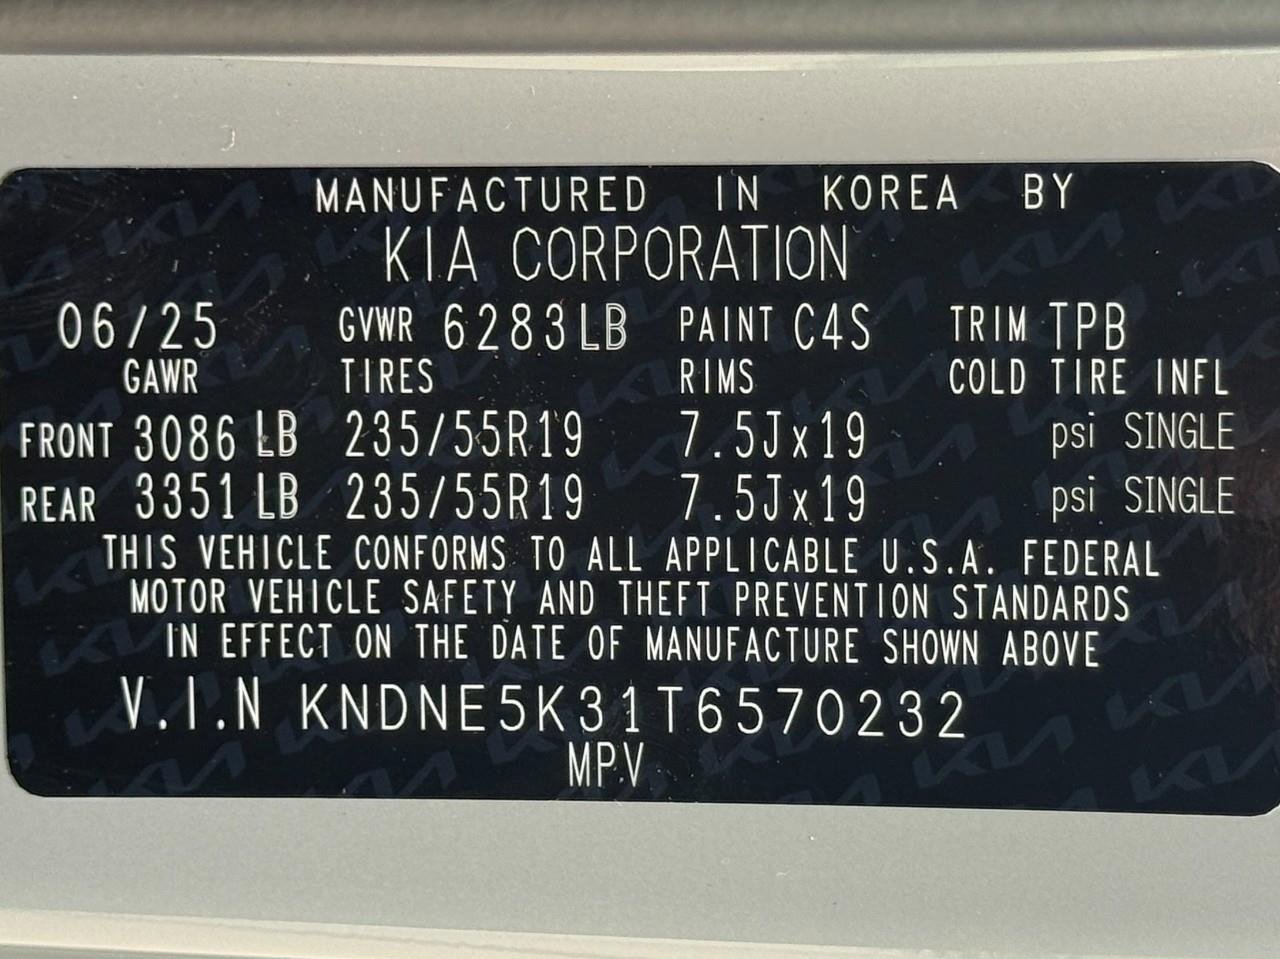 MANUFACTURED IN KOREA BY
KIA CORPORATION
06/25 GVWR 6283LB PAINT C4S TRIM TPB
GAWR TIRES RIMS COLD TIRE INFL
FRONT 3086 LB 235/55R19 7.5Jx19 psi SINGLE
REAR 3351 LB 235/55R19 7.5Jx19 psi SINGLE
THIS VEHICLE CONFORMS TO ALL APPLICABLE U.S.A. FEDERAL
MOTOR VEHICLE SAFETY AND THEFT PREVENTION STANDARDS
IN EFFECT ON THE DATE OF MANUFACTURE SHOWN ABOVE
V.I.N KNDNE5K31T6570232
MPV